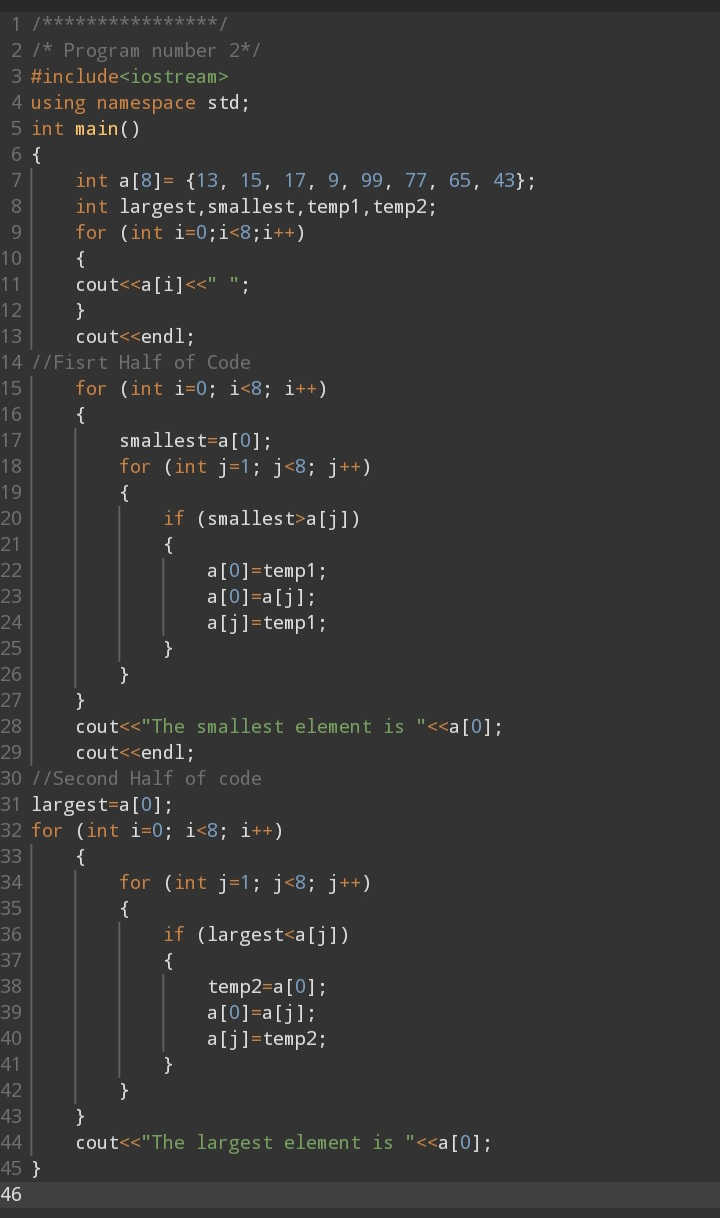 1 /****************/
2 /* Program number 2*/
3 #include<iostream>
4 using namespace std;
5 int main()
6 {
7     int a[8]= {13, 15, 17, 9, 99, 77, 65, 43};
8     int largest,smallest,temp1,temp2;
9     for (int i=0;i<8;i++)
10     {
11     cout<<a[i]<<" ";
12     }
13     cout<<endl;
14 //Fisrt Half of Code
15     for (int i=0; i<8; i++)
16     {
17         smallest=a[0];
18         for (int j=1; j<8; j++)
19         {
20             if (smallest>a[j])
21             {
22                 a[0]=temp1;
23                 a[0]=a[j];
24                 a[j]=temp1;
25             }
26         }
27     }
28     cout<<"The smallest element is "<<a[0];
29     cout<<endl;
30 //Second Half of code
31 largest=a[0];
32 for (int i=0; i<8; i++)
33     {
34         for (int j=1; j<8; j++)
35         {
36             if (largest<a[j])
37             {
38                 temp2=a[0];
39                 a[0]=a[j];
40                 a[j]=temp2;
41             }
42         }
43     }
44     cout<<"The largest element is "<<a[0];
45 }
46